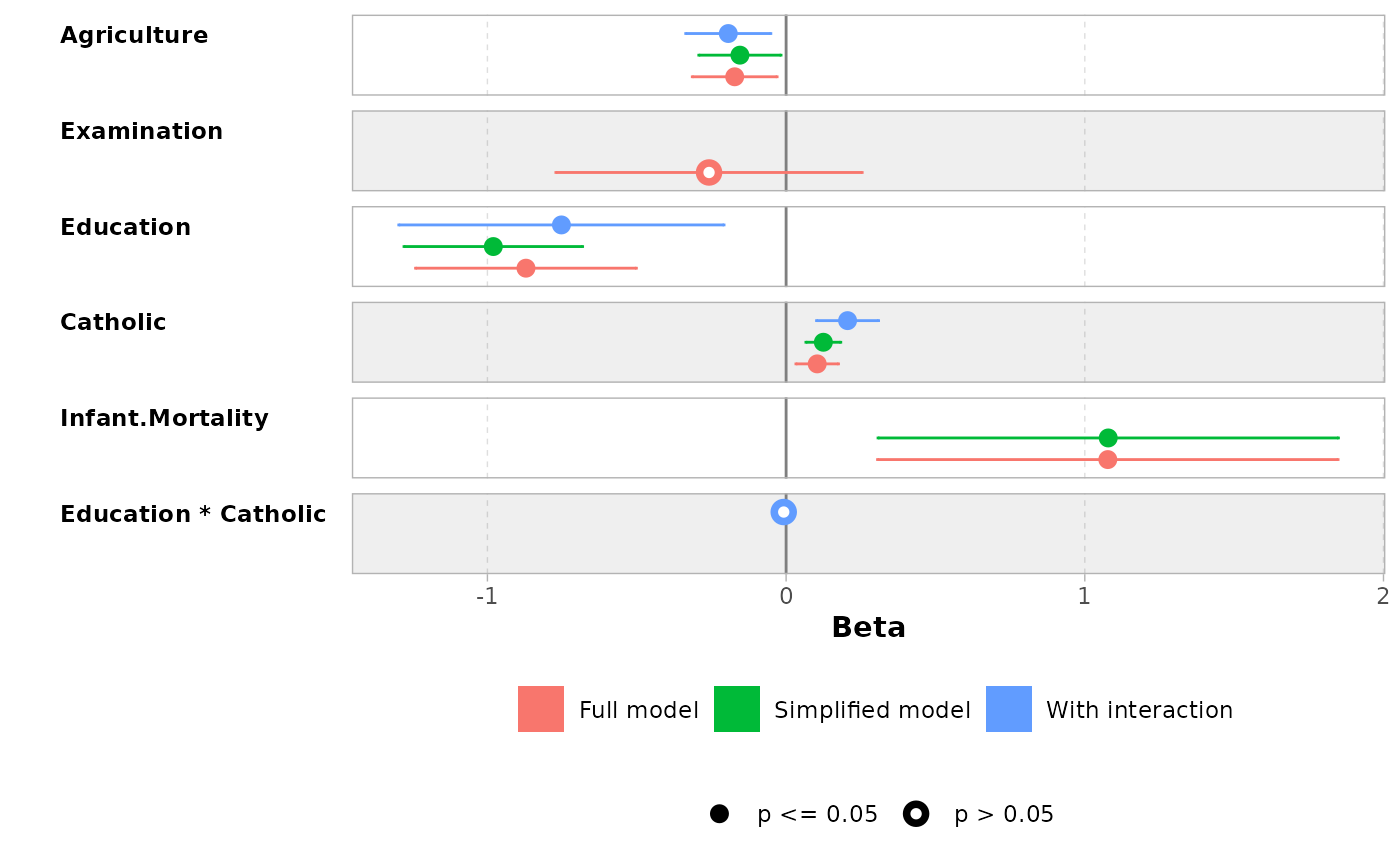 Agriculture
Examination
Education
Catholic
Infant.Mortality
Education * Catholic
-1 0 1 2
Beta
Full model Simplified model With interaction
p <= 0.05 p > 0.05